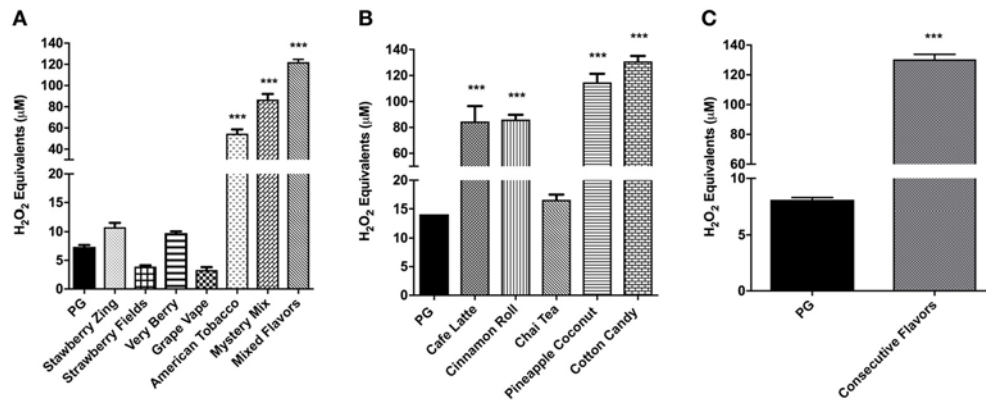 A
H₂O₂ Equivalents (μM)
140
120
100
80
60
40
20
15
10
5
0
***
***
***
PG
Stawberry Zing
Strawberry Fields
Very Berry
Grape Vape
American Tobacco
Mystery Mix
Mixed Flavors
B
H₂O₂ Equivalents (μM)
140
120
100
80
60
40
20
15
10
5
0
***
***
***
***
PG
Cafe Latte
Cinnamon Roll
Chai Tea
Pineapple Coconut
Cotton Candy
C
H₂O₂ Equivalents (μM)
140
120
100
80
60
10
5
0
***
PG
Consecutive Flavors